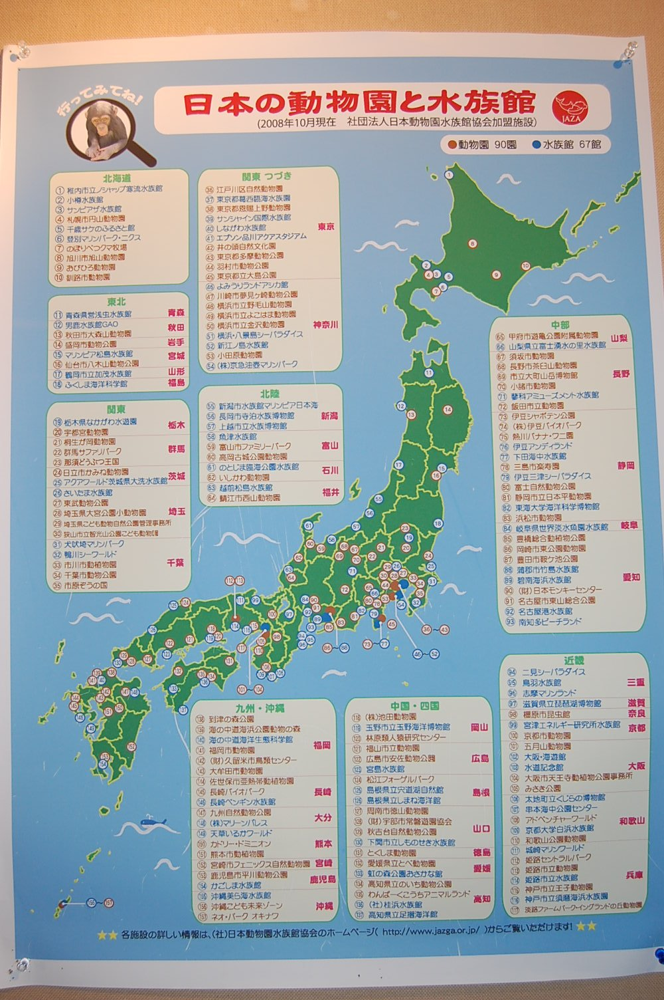 行ってみてね!
日本の動物園と水族館
(2008年10月現在 社団法人日本動物園水族館協会加盟施設)
JAZA
●動物園 90園 ●水族館 67館
北海道
① 稚内市立ノシャップ寒流水族館
② 小樽水族館
③ サンピアザ水族館
④ 札幌市円山動物園
⑤ 千歳サケのふるさと館
⑥ 登別マリンパーク・ニクス
⑦ のぼりべつクマ牧場
⑧ 旭川市旭山動物園
⑨ おびひろ動物園
⑩ 釧路市動物園
東北
⑪ 青森県営浅虫水族館 青森
⑫ 男鹿水族館GAO 秋田
⑬ 秋田市大森山動物園
⑭ 盛岡市動物公園 岩手
⑮ マリンピア松島水族館 宮城
⑯ 仙台市八木山動物公園
⑰ 鶴岡市立加茂水族館 山形
⑱ ふくしま海洋科学館 福島
関東
⑲ 栃木県なかがわ水遊園 栃木
⑳ 宇都宮動物園
㉑ 桐生が岡動物園 群馬
㉒ 群馬サファリパーク
㉓ 那須どうぶつ王国
㉔ 日立市かみね動物園 茨城
㉕ アクアワールド茨城県大洗水族館
㉖ さいたま水族館 埼玉
㉗ 東武動物公園
㉘ 埼玉県大宮公園小動物園
㉙ 埼玉県こども動物自然公園管理事務所
㉚ 狭山市立智光山公園こども動物園
㉛ 犬吠埼マリンパーク 千葉
㉜ 鴨川シーワールド
㉝ 市川市動植物園
㉞ 千葉市動物公園
㉟ 市原ぞうの国
関東 つづき
㊱ 江戸川区自然動物園 東京
㊲ 東京都葛西臨海水族園
㊳ 東京都恩賜上野動物園
㊴ サンシャイン国際水族館
㊵ しながわ水族館
㊶ エプソン品川アクアスタジアム
㊷ 井の頭自然文化園
㊸ 東京都多摩動物公園
㊹ 羽村市動物公園
㊺ 東京都立大島公園
㊻ よみうりランドアシカ館 神奈川
㊼ 川崎市夢見ヶ崎動物公園
㊽ 横浜市立野毛山動物園
㊾ 横浜市立よこはま動物園
㊿ 横浜市立金沢動物園
51 横浜・八景島シーパラダイス
52 新江ノ島水族館
53 小田原動物園
54 (株)京急油壺マリンパーク
北陸
55 新潟市水族館マリンピア日本海 新潟
56 長岡市寺泊水族博物館
57 上越市立水族博物館
58 魚津水族館 富山
59 富山市ファミリーパーク
60 高岡古城公園動物園
61 のとじま臨海公園水族館 石川
62 いしかわ動物園
63 越前松島水族館 福井
64 鯖江市西山動物園
中部
65 甲府市遊亀公園附属動物園 山梨
66 山梨県立富士湧水の里水族館
67 須坂市動物園 長野
68 長野市茶臼山動物園
69 市立大町山岳博物館
70 小諸市動物園
71 蓼科アミューズメント水族館
72 飯田市立動物園
73 伊豆シャボテン公園 静岡
74 (株)伊豆バイオパーク
75 熱川バナナ・ワニ園
76 伊豆アンディランド
77 下田海中水族館
78 三島市楽寿園
79 伊豆三津シーパラダイス
80 富士自然動物公園
81 静岡市立日本平動物園
82 東海大学海洋科学博物館
83 浜松市動物園
84 岐阜県世界淡水魚園水族館 岐阜
85 豊橋総合動植物公園 愛知
86 岡崎市東公園動物園
87 豊田市鞍ケ池公園
88 蒲郡市竹島水族館
89 碧南海浜水族館
90 (財)日本モンキーセンター
91 名古屋市東山総合公園
92 名古屋港水族館
93 南知多ビーチランド
近畿
94 二見シーパラダイス 三重
95 鳥羽水族館
96 志摩マリンランド
97 滋賀県立琵琶湖博物館 滋賀
98 橿原市昆虫館 奈良
99 宮津エネルギー研究所水族館 京都
100 京都市動物園
101 五月山動物園 大阪
102 大阪・海遊館
103 水道記念館
104 大阪市天王寺動植物公園事務所
105 みさき公園
106 太地町立くじらの博物館 和歌山
107 串本海中公園センター
108 アドベンチャーワールド
109 京都大学白浜水族館
110 和歌山公園動物園
111 城崎マリンワールド 兵庫
112 姫路セントラルパーク
113 姫路市立動物園
114 姫路市立水族館
115 神戸市立王子動物園
116 神戸市立須磨海浜水族園
117 淡路ファームパーク・イングランドの丘動物園
中国・四国
118 (株)池田動物園 岡山
119 玉野市立玉野海洋博物館
120 林原類人猿研究センター
121 福山市立動物園 広島
122 広島市安佐動物公園
123 宮島水族館
124 松江フォーゲルパーク 島根
125 島根県立宍道湖自然館
126 島根県立しまね海洋館
127 周南市徳山動物園 山口
128 (財)宇部市常盤遊園協会
129 秋吉台自然動物公園
130 下関市立しものせき水族館
131 とくしま動物園 徳島
132 愛媛県立とべ動物園 愛媛
133 虹の森公園おさかな館
134 高知県立のいち動物公園 高知
135 わんぱーくこうちアニマルランド
136 (社)桂浜水族館
137 高知県立足摺海洋館
九州・沖縄
138 到津の森公園 福岡
139 海の中道海浜公園動物の森
140 海の中道海洋生態科学館
141 福岡市動物園
142 (財)久留米市鳥類センター
143 大牟田市動物園
144 佐世保市亜熱帯動植物園 長崎
145 長崎バイオパーク
146 長崎ペンギン水族館
147 九州自然動物公園 大分
148 (株)マリーンパレス
149 天草いるかワールド 熊本
150 カドリー・ドミニオン
151 熊本市動植物園
152 宮崎市フェニックス自然動物園 宮崎
153 鹿児島市平川動物公園 鹿児島
154 かごしま水族館
155 沖縄美ら海水族館 沖縄
156 沖縄こども未来ゾーン
157 ネオ・パーク オキナワ
112 113
36～43
46～52
73～77
86～88
101～104
155～157
★★各施設の詳しい情報は、(社)日本動物園水族館協会のホームページ( http://www.jazga.or.jp/ )からご覧いただけます!★★